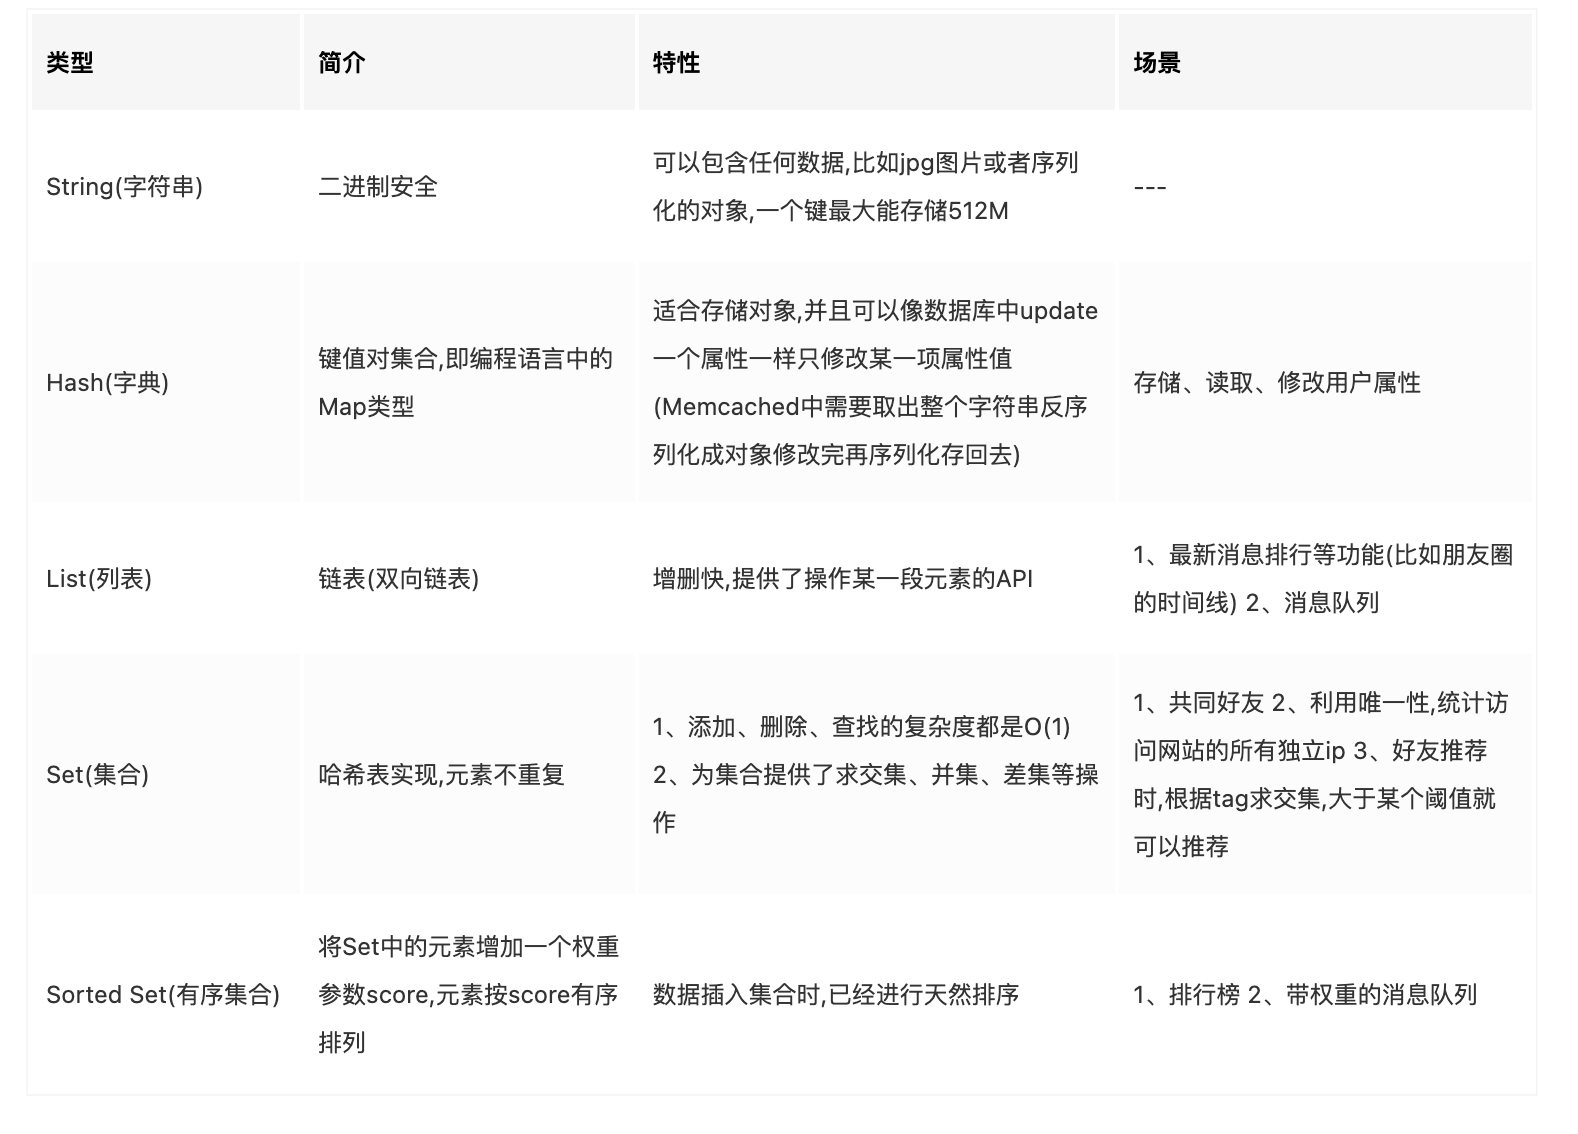 类型
简介
特性
场景
String(字符串)
二进制安全
可以包含任何数据,比如jpg图片或者序列
化的对象,一个键最大能存储512M
---
Hash(字典)
键值对集合,即编程语言中的
Map类型
适合存储对象,并且可以像数据库中update
一个属性一样只修改某一项属性值
(Memcached中需要取出整个字符串反序
列化成对象修改完再序列化存回去)
存储、读取、修改用户属性
List(列表)
链表(双向链表)
增删快,提供了操作某一段元素的API
1、最新消息排行等功能(比如朋友圈
的时间线) 2、消息队列
Set(集合)
哈希表实现,元素不重复
1、添加、删除、查找的复杂度都是O(1)
2、为集合提供了求交集、并集、差集等操
作
1、共同好友 2、利用唯一性,统计访
问网站的所有独立ip 3、好友推荐
时,根据tag求交集,大于某个阈值就
可以推荐
Sorted Set(有序集合)
将Set中的元素增加一个权重
参数score,元素按score有序
排列
数据插入集合时,已经进行天然排序
1、排行榜 2、带权重的消息队列